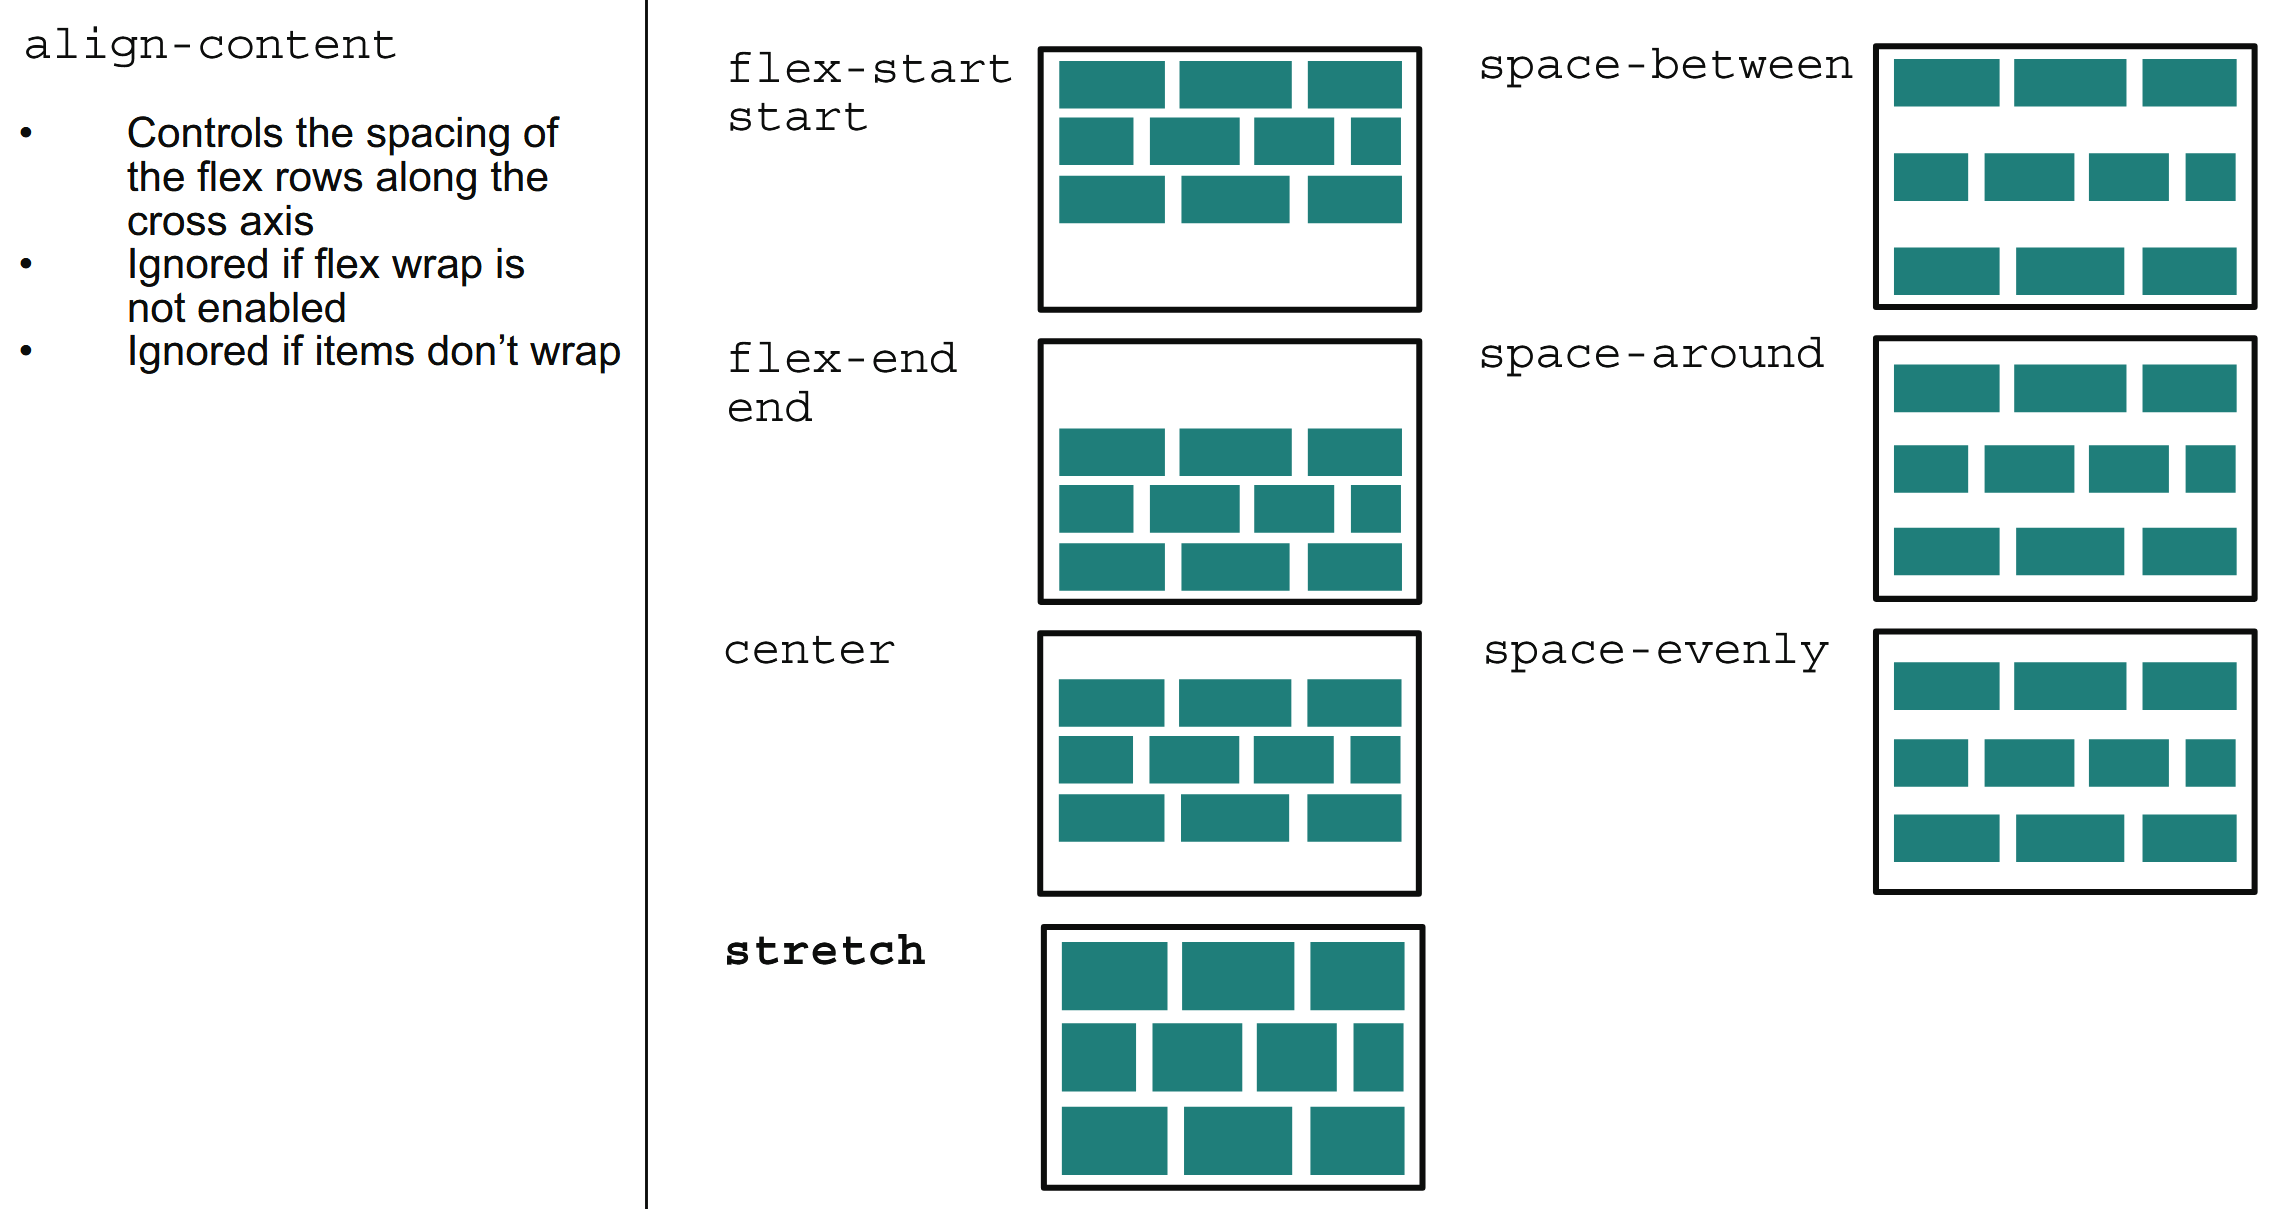 align-content
• Controls the spacing of
the flex rows along the
cross axis
• Ignored if flex wrap is
not enabled
• Ignored if items don’t wrap
flex-start
start
flex-end
end
center
stretch
space-between
space-around
space-evenly